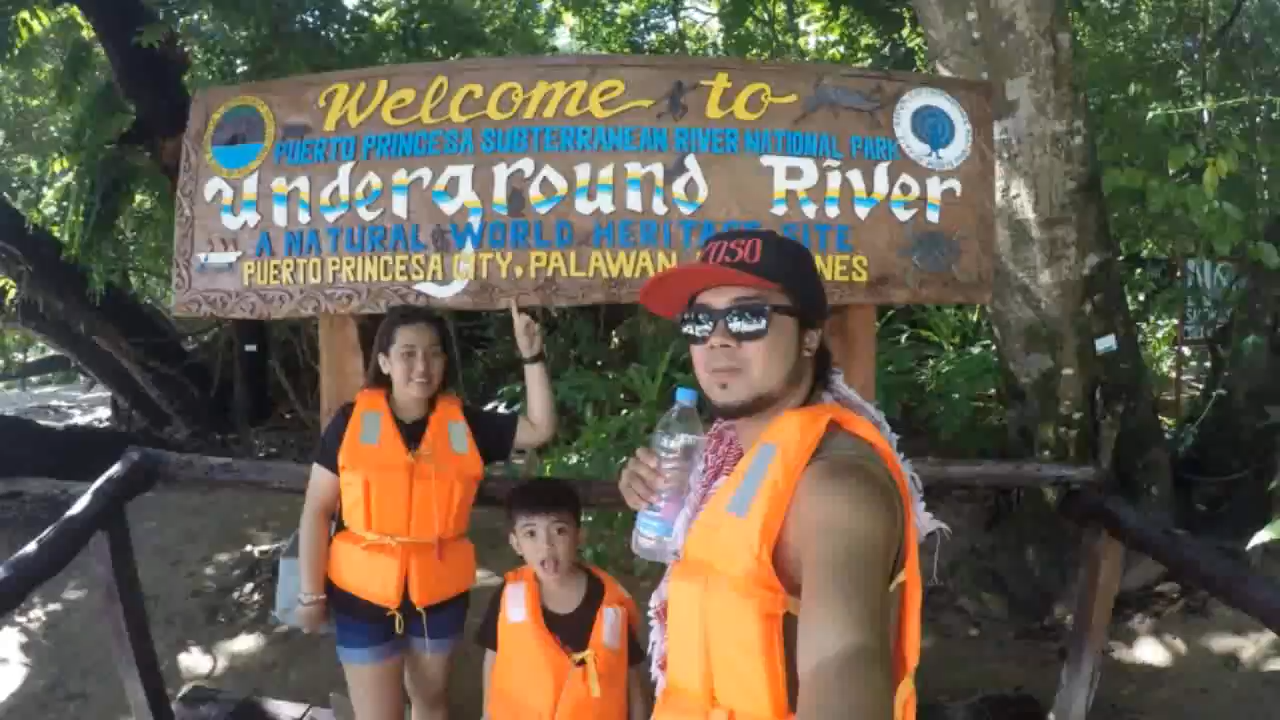 Welcome to
PUERTO PRINCESA SUBTERRANEAN RIVER NATIONAL PARK
Underground River
A NATURAL WORLD HERITAGE SITE
PUERTO PRINCESA CITY, PALAWAN